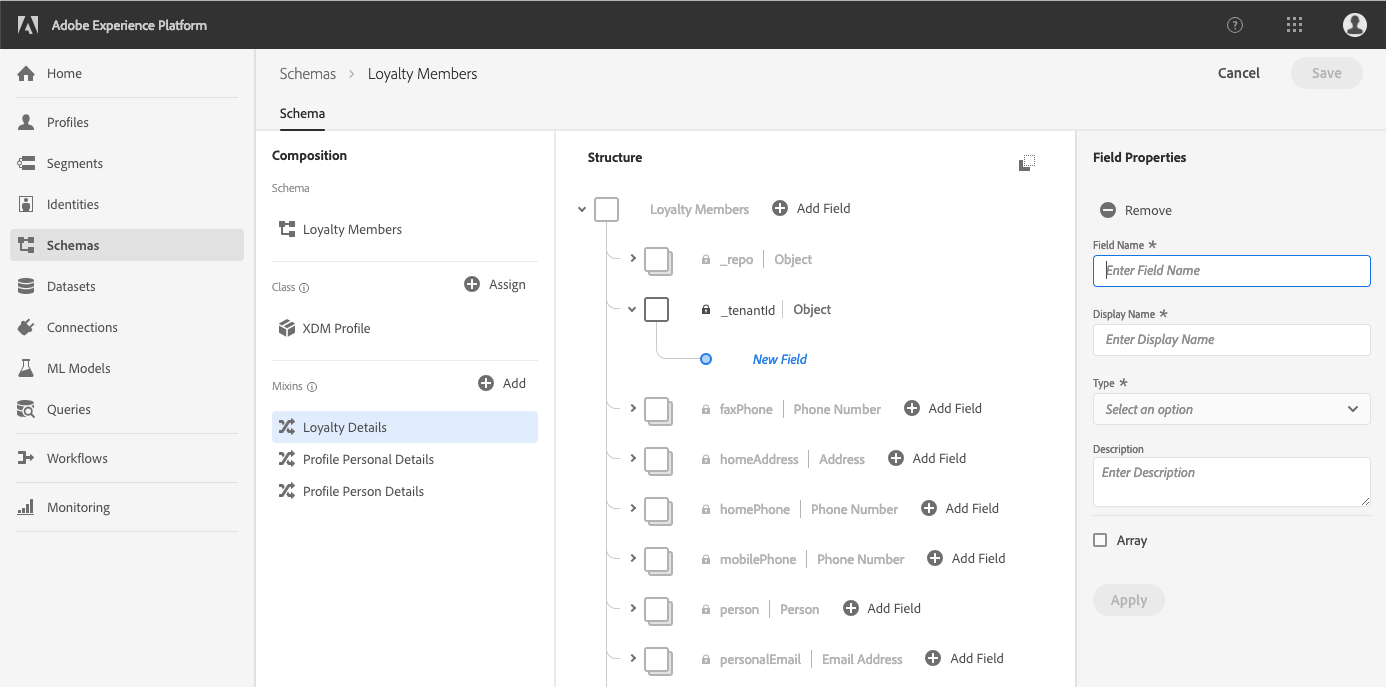 Adobe Experience Platform
Home
Profiles
Segments
Identities
Schemas
Datasets
Connections
ML Models
Queries
Workflows
Monitoring
Schemas > Loyalty Members
Cancel
Save
Schema
Composition
Schema
Loyalty Members
Class
Assign
XDM Profile
Mixins
Add
Loyalty Details
Profile Personal Details
Profile Person Details
Structure
Loyalty Members Add Field
_repo | Object
_tenantId | Object
New Field
faxPhone | Phone Number Add Field
homeAddress | Address Add Field
homePhone | Phone Number Add Field
mobilePhone | Phone Number Add Field
person | Person Add Field
personalEmail | Email Address Add Field
Field Properties
Remove
Field Name *
Enter Field Name
Display Name *
Enter Display Name
Type *
Select an option
Description
Enter Description
Array
Apply